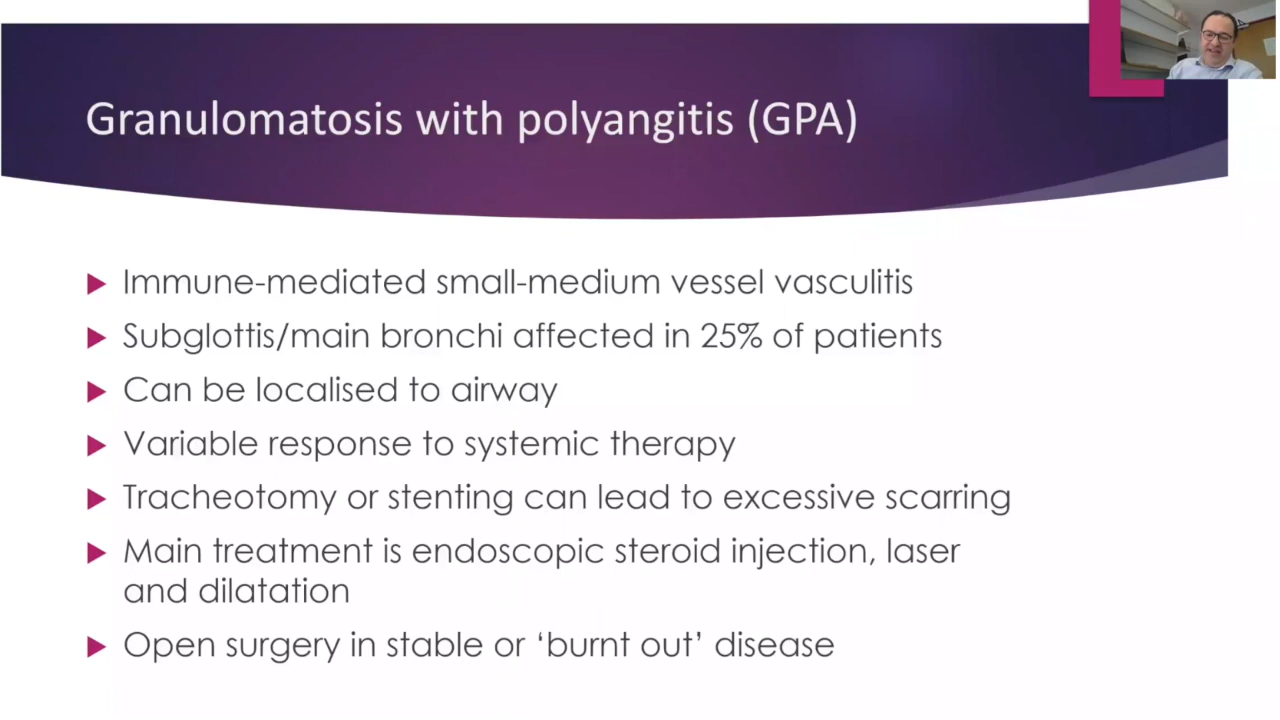 Granulomatosis with polyangitis (GPA)
Immune-mediated small-medium vessel vasculitis
Subglottis/main bronchi affected in 25% of patients
Can be localised to airway
Variable response to systemic therapy
Tracheotomy or stenting can lead to excessive scarring
Main treatment is endoscopic steroid injection, laser
and dilatation
Open surgery in stable or ‘burnt out’ disease